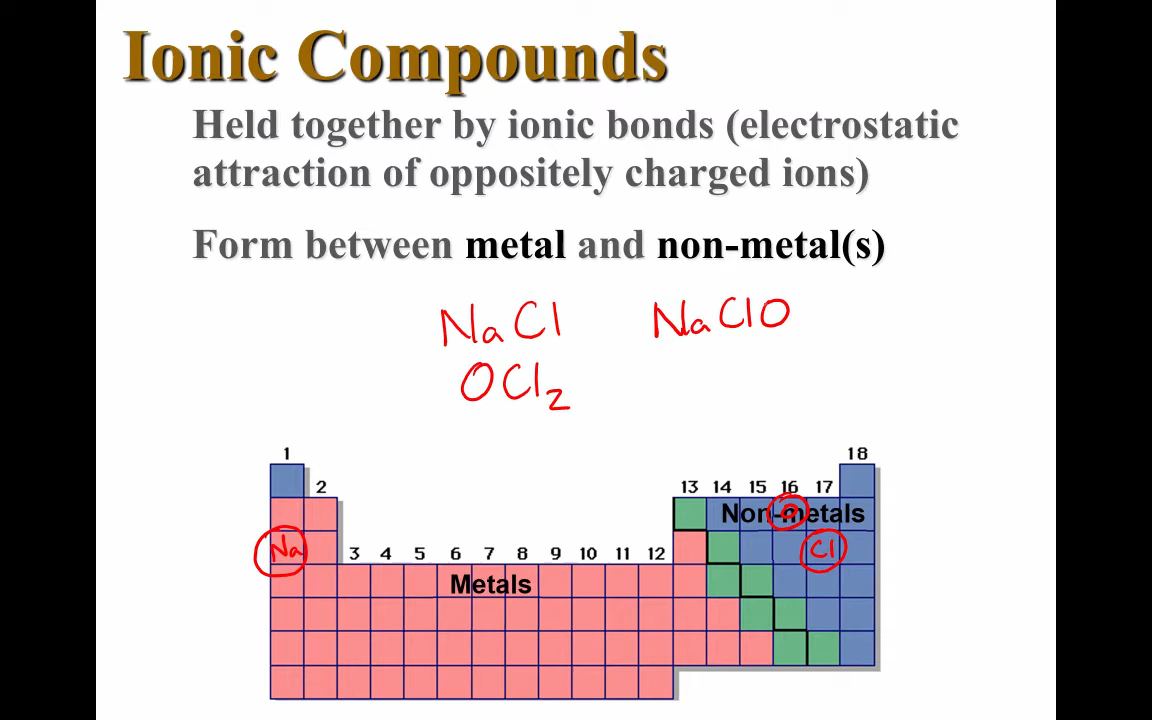 Ionic Compounds
Held together by ionic bonds (electrostatic
attraction of oppositely charged ions)
Form between metal and non-metal(s)
NaCl NaClO
OCl2
1 18
2 13 14 15 16 17
Non-metals O
Na 3 4 5 6 7 8 9 10 11 12 Cl
Metals